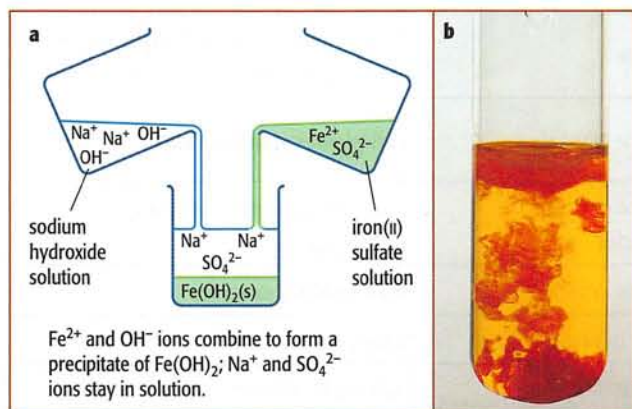 a
Na⁺
Na⁺ OH⁻
OH⁻
Fe²⁺
SO₄²⁻
sodium
hydroxide
solution
Na⁺ Na⁺
SO₄²⁻
Fe(OH)₂(s)
iron(II)
sulfate
solution
Fe²⁺ and OH⁻ ions combine to form a
precipitate of Fe(OH)₂; Na⁺ and SO₄²⁻
ions stay in solution.
b